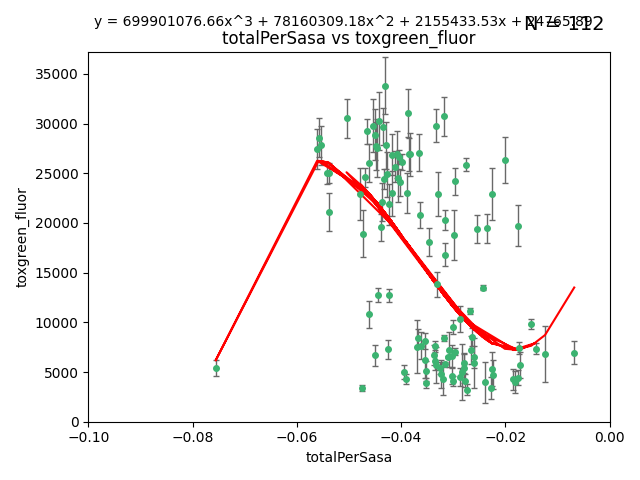 y = 699901076.66x^3 + 78160309.18x^2 + 2155433.53x + 24765.89
N = 112
totalPerSasa vs toxgreen_fluor
35000
30000
25000
20000
15000
10000
5000
0
toxgreen_fluor
−0.10 −0.08 −0.06 −0.04 −0.02 0.00
totalPerSasa